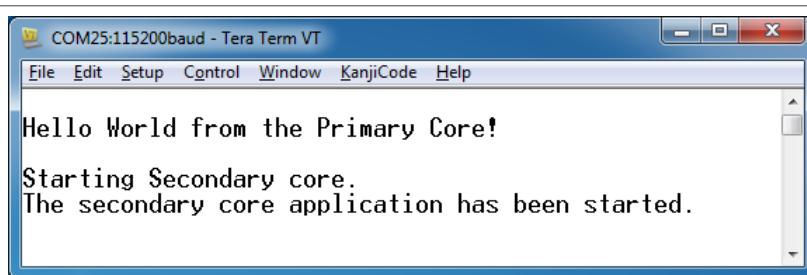 COM25:115200baud - Tera Term VT
File Edit Setup Control Window KanjiCode Help
Hello World from the Primary Core!
Starting Secondary core.
The secondary core application has been started.